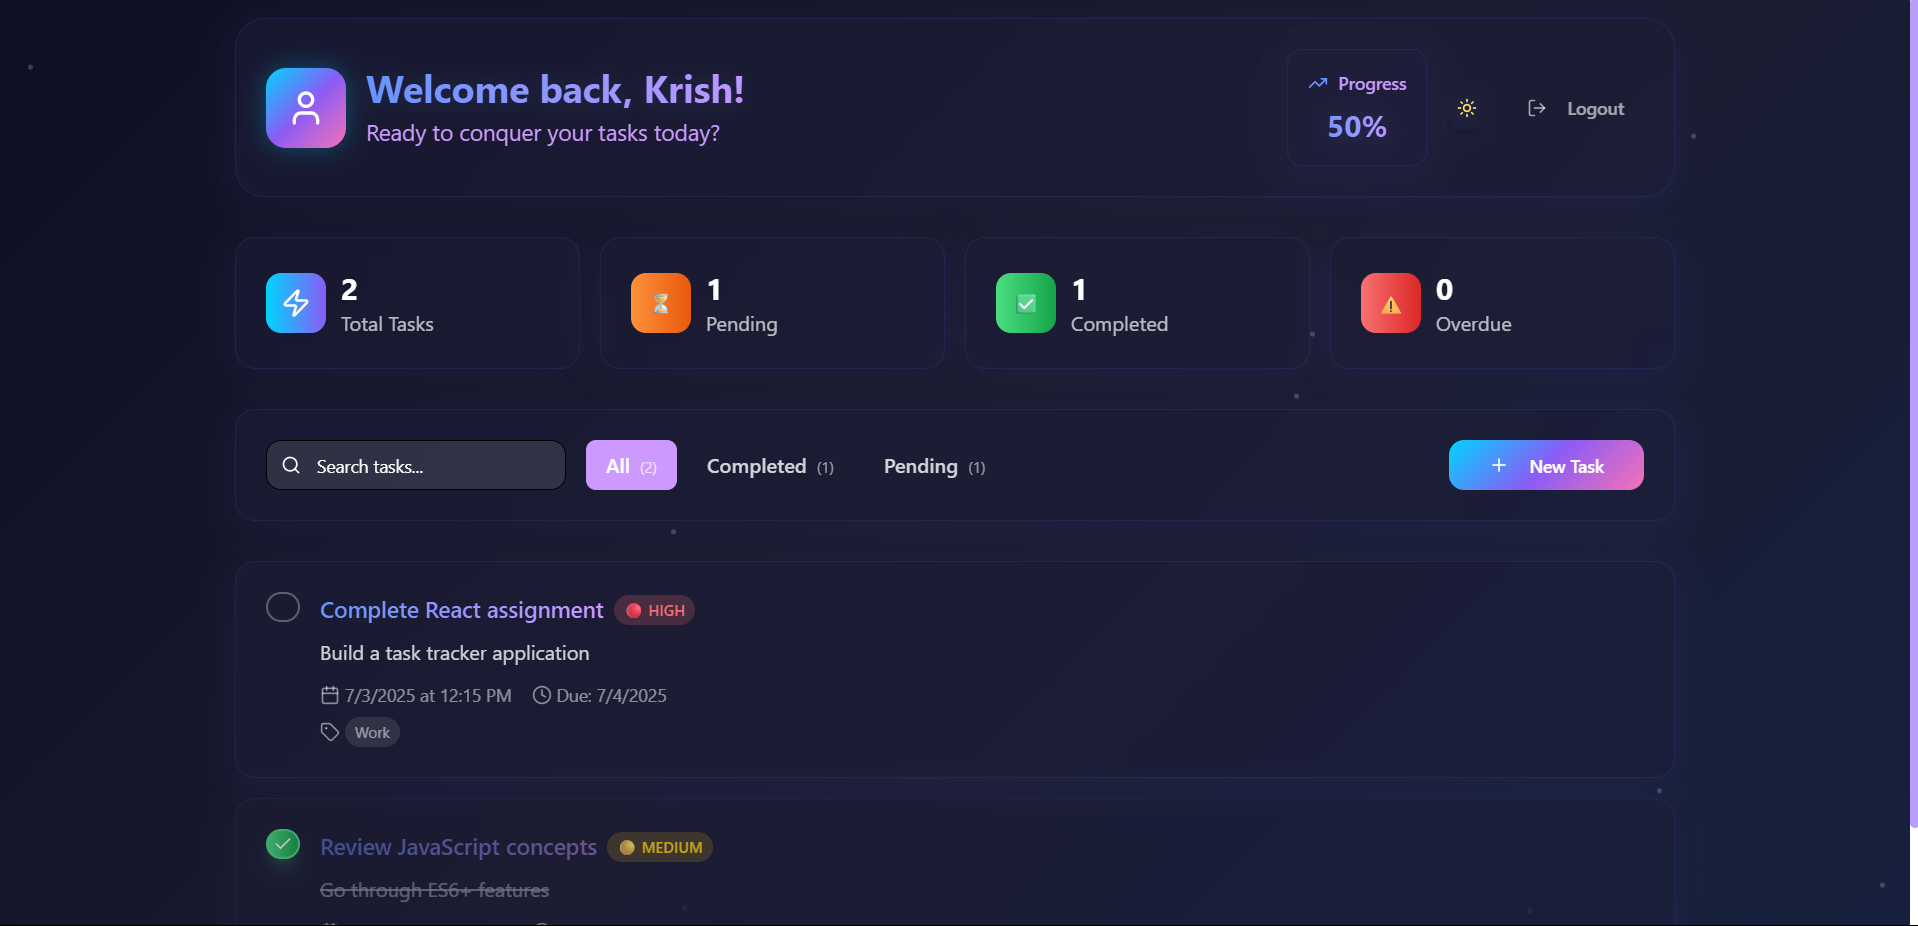 Welcome back, Krish!
Ready to conquer your tasks today?
Progress
50%
Logout
2
Total Tasks
1
Pending
1
Completed
0
Overdue
Search tasks...
All (2)
Completed (1)
Pending (1)
New Task
Complete React assignment
HIGH
Build a task tracker application
7/3/2025 at 12:15 PM
Due: 7/4/2025
Work
Review JavaScript concepts
MEDIUM
Go through ES6+ features